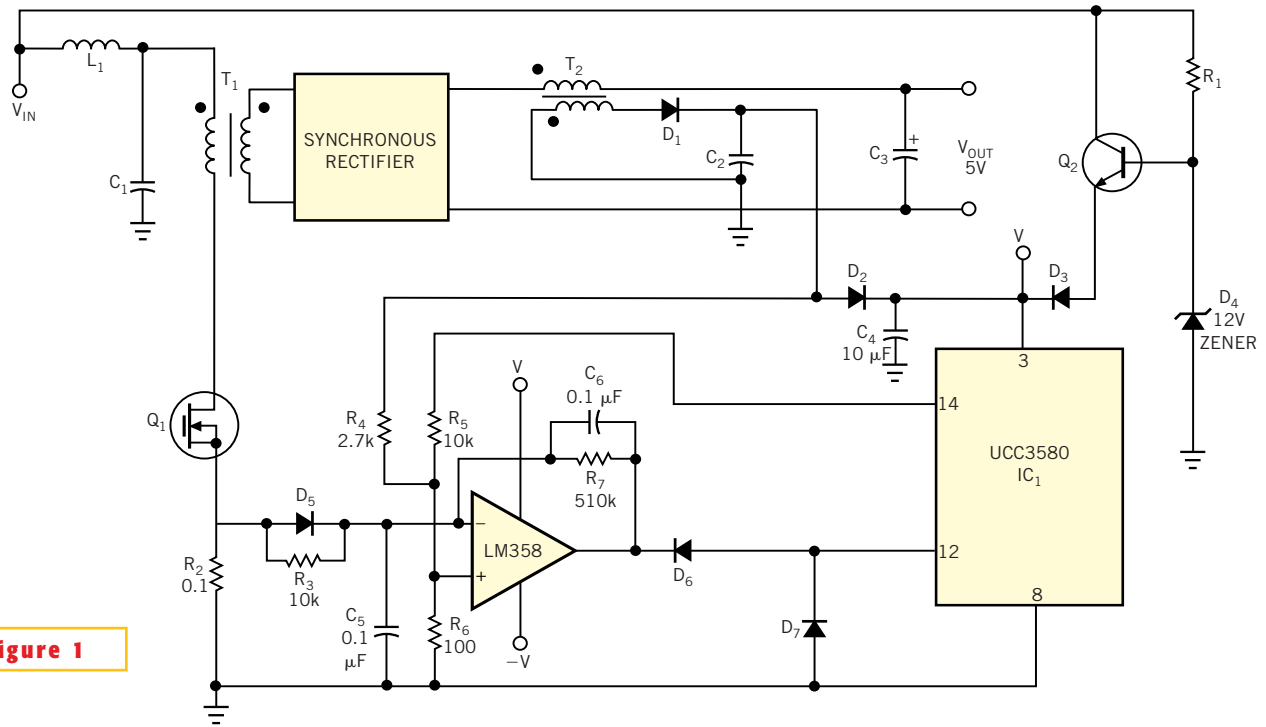 L1
VIN
T1
C1
SYNCHRONOUS
RECTIFIER
T2
D1
C2
C3
+
VOUT
5V
Q2
R1
V
D2
D3
C4
10 µF
D4
12V
ZENER
3
14
12
8
UCC3580
IC1
Q1
R4
2.7k
R5
10k
V
C6
0.1 µF
R7
510k
D5
R3
10k
R2
0.1
C5
0.1
µF
R6
100
−
+
LM358
−V
D6
D7
igure 1